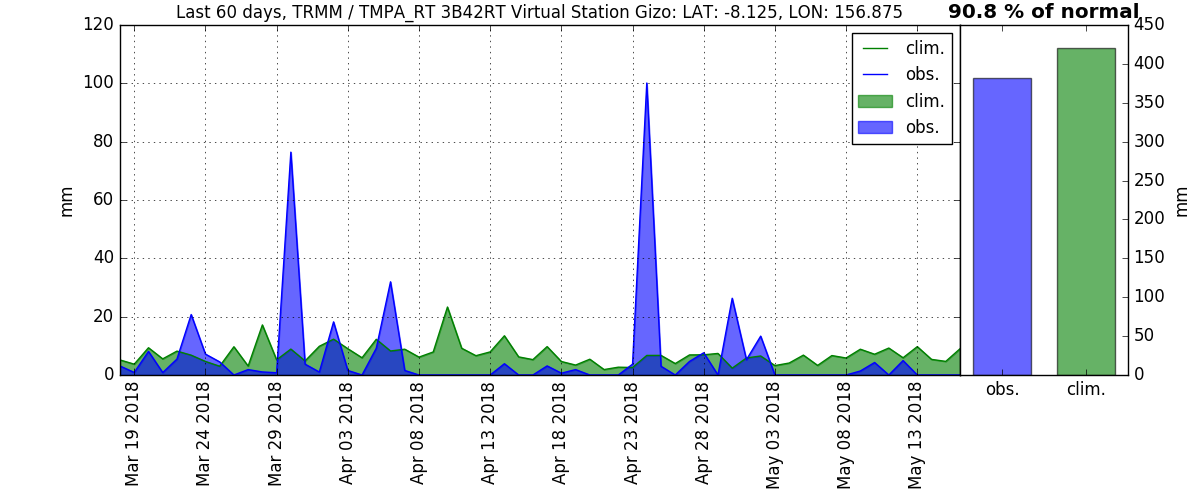 Last 60 days, TRMM / TMPA_RT 3B42RT Virtual Station Gizo: LAT: -8.125, LON: 156.875
90.8 % of normal
120
100
80
60
40
20
0
mm
clim.
obs.
clim.
obs.
450
400
350
300
250
200
150
100
50
0
mm
Mar 19 2018
Mar 24 2018
Mar 29 2018
Apr 03 2018
Apr 08 2018
Apr 13 2018
Apr 18 2018
Apr 23 2018
Apr 28 2018
May 03 2018
May 08 2018
May 13 2018
obs.
clim.